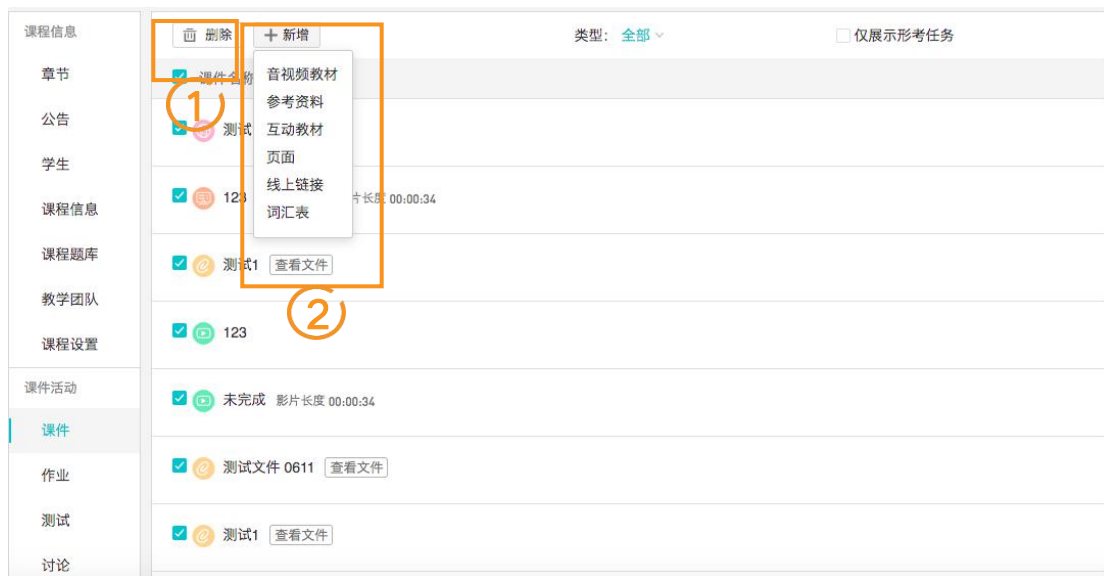 课程信息
章节
公告
学生
课程信息
课程题库
教学团队
课程设置
课件活动
课件
作业
测试
讨论
删除 新增 类型: 全部 仅展示形考任务
音视频教材
参考资料
互动教材
页面
线上链接
词汇表
课件名称
①
测试
123 片长度 00:00:34
测试1 查看文件
②
123
未完成 影片长度 00:00:34
测试文件 0611 查看文件
测试1 查看文件